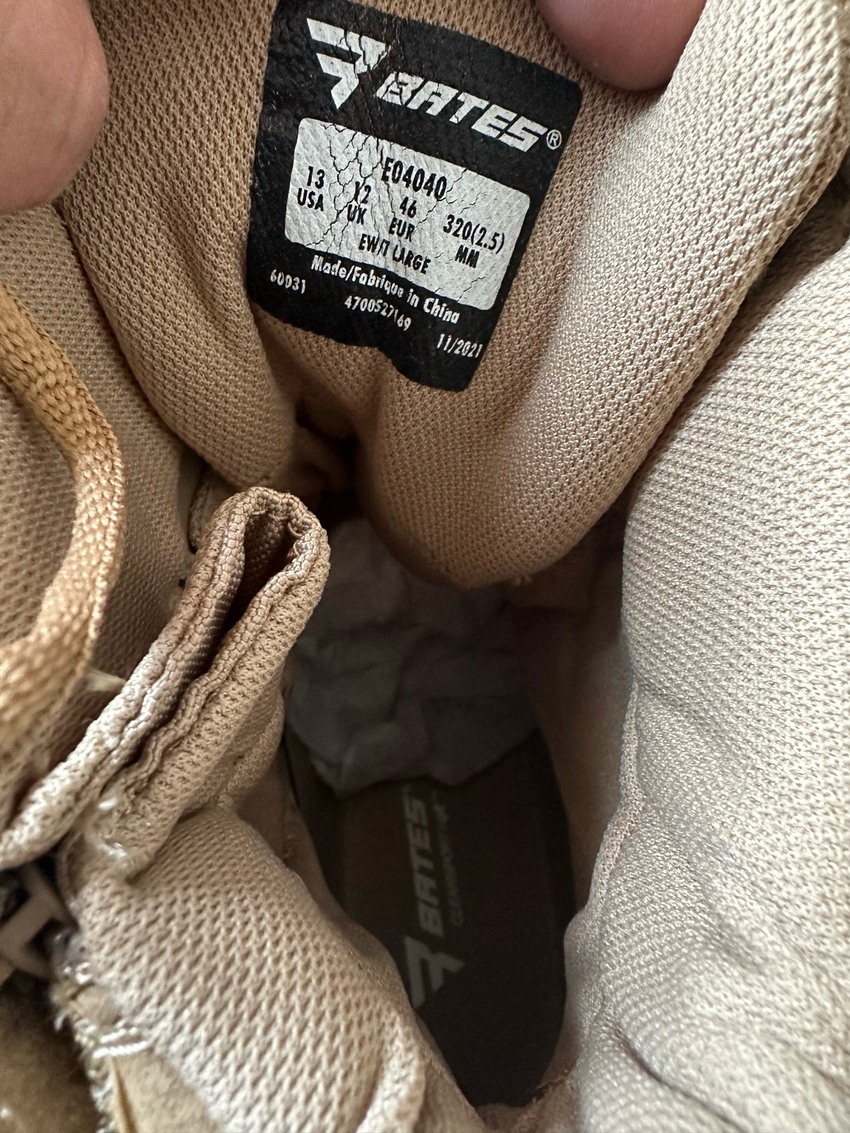 BATES®
E04040
13 12 46 320(2.5)
USA UK EUR MM
EW/T LARGE
Made/Fabrique in China
60D31 4700527169 11/2021
BATES